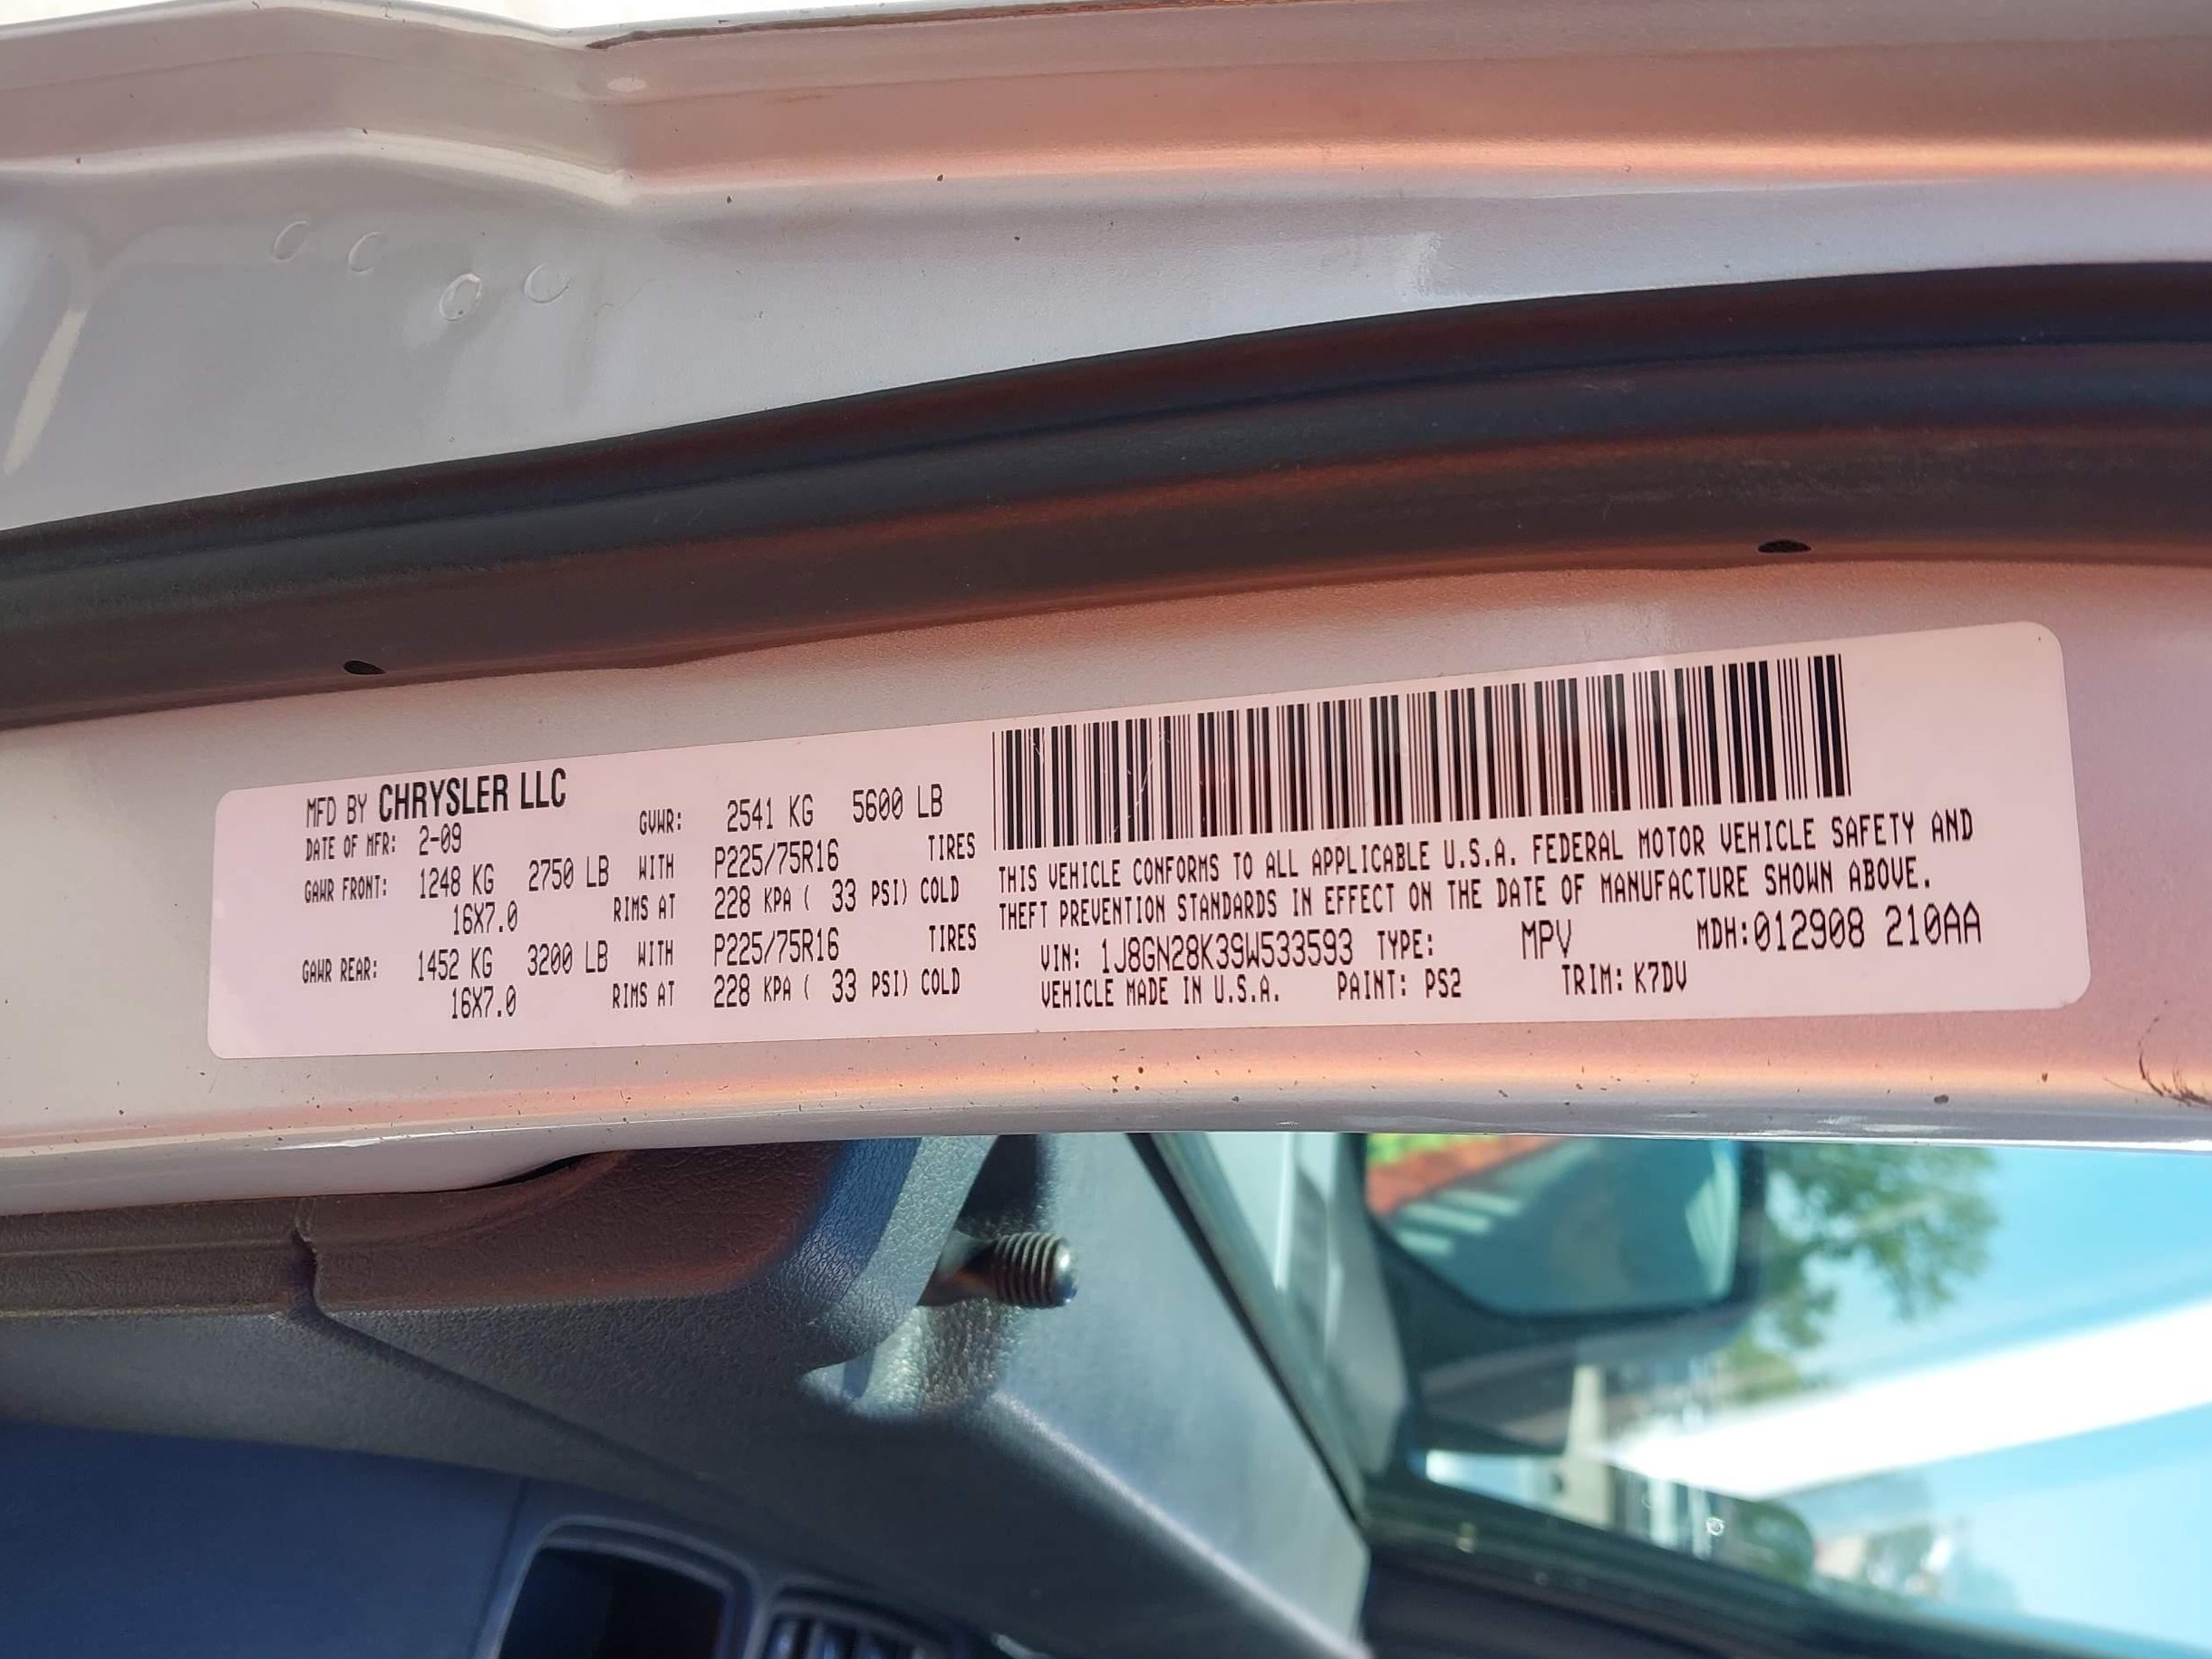 MFD BY CHRYSLER LLC
DATE OF MFR: 2-09 GVWR: 2541 KG 5600 LB
GAWR FRONT: 1248 KG 2750 LB WITH P225/75R16 TIRES
16X7.0 RIMS AT 228 KPA ( 33 PSI) COLD
GAWR REAR: 1452 KG 3200 LB WITH P225/75R16 TIRES
16X7.0 RIMS AT 228 KPA ( 33 PSI) COLD
THIS VEHICLE CONFORMS TO ALL APPLICABLE U.S.A. FEDERAL MOTOR VEHICLE SAFETY AND
THEFT PREVENTION STANDARDS IN EFFECT ON THE DATE OF MANUFACTURE SHOWN ABOVE.
VIN: 1J8GN28K39W533593 TYPE: MPV MDH:012908 210AA
VEHICLE MADE IN U.S.A. PAINT: PS2 TRIM: K7DV